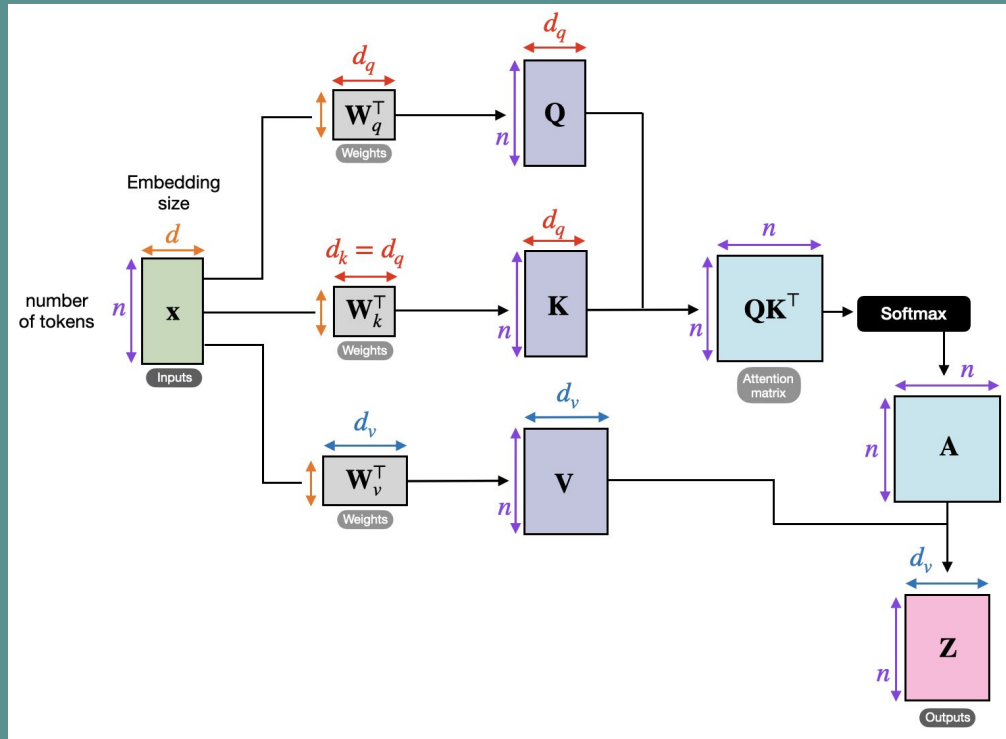 d_q
W_q^⊤
Weights
d_q
n
Q
Embedding
size
d
number
of tokens
n
x
Inputs
d_k = d_q
W_k^⊤
Weights
d_q
n
K
n
n
QK^⊤
Attention
matrix
Softmax
d_v
W_v^⊤
Weights
d_v
n
V
n
n
A
d_v
n
Z
Outputs